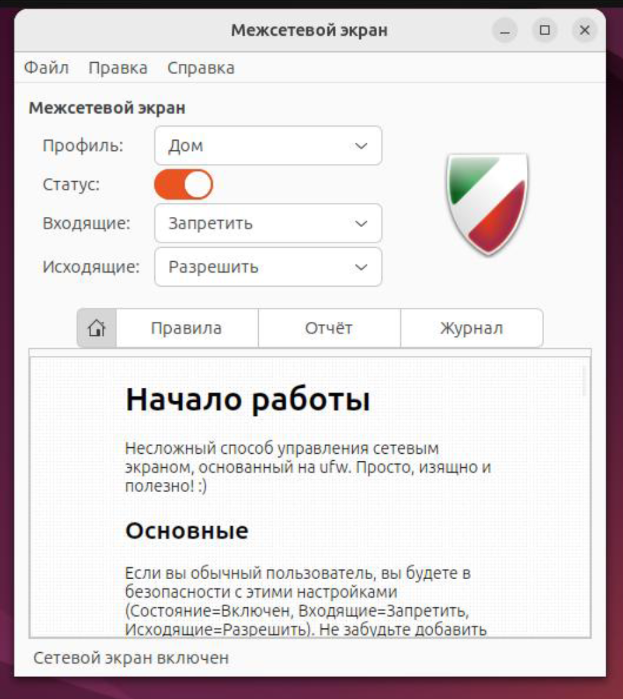 Межсетевой экран
Файл Правка Справка
Межсетевой экран
Профиль: Дом
Статус:
Входящие: Запретить
Исходящие: Разрешить
Правила Отчёт Журнал
Начало работы
Несложный способ управления сетевым
экраном, основанный на ufw. Просто, изящно и
полезно! :)
Основные
Если вы обычный пользователь, вы будете в
безопасности с этими настройками
(Состояние=Включен, Входящие=Запретить,
Исходящие=Разрешить). Не забудьте добавить
Сетевой экран включен